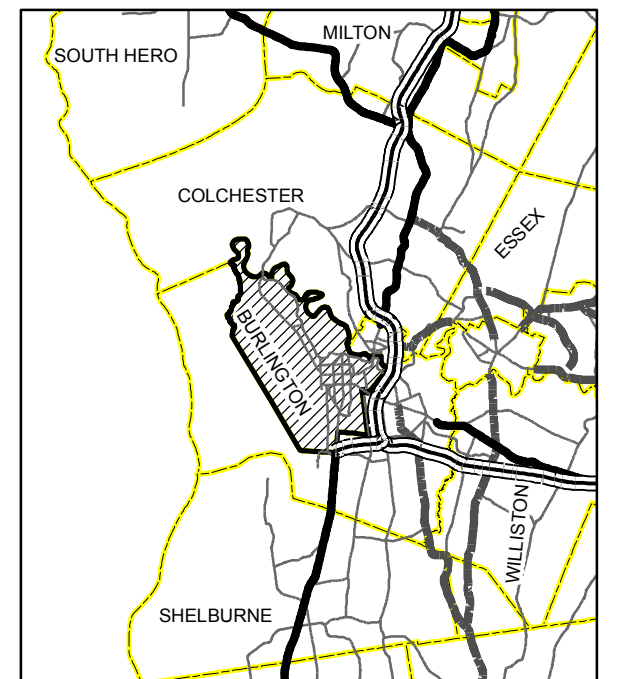 MILTON
SOUTH HERO
COLCHESTER
ESSEX
BURLINGTON
WILLISTON
SHELBURNE